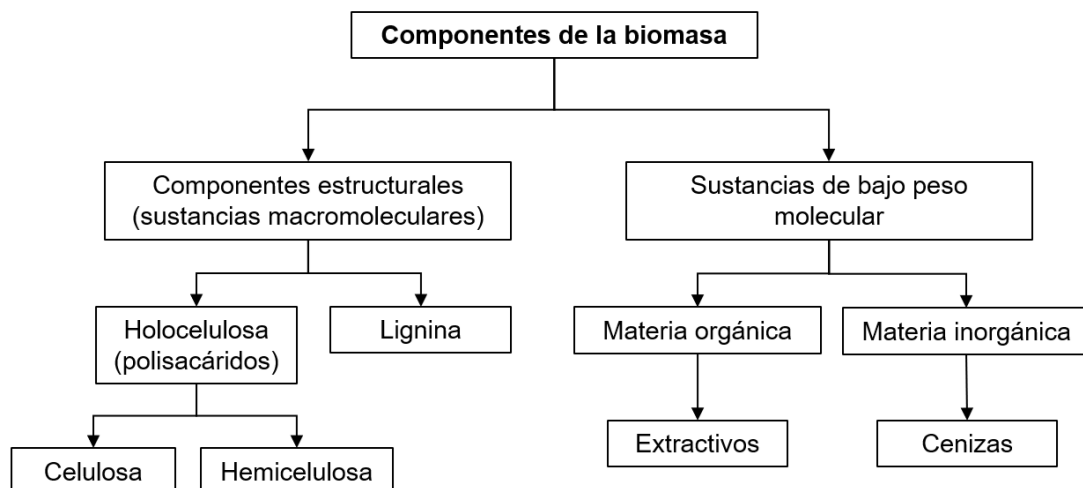 Componentes de la biomasa
Componentes estructurales
(sustancias macromoleculares)
Sustancias de bajo peso
molecular
Holocelulosa
(polisacáridos)
Lignina
Materia orgánica
Materia inorgánica
Celulosa
Hemicelulosa
Extractivos
Cenizas